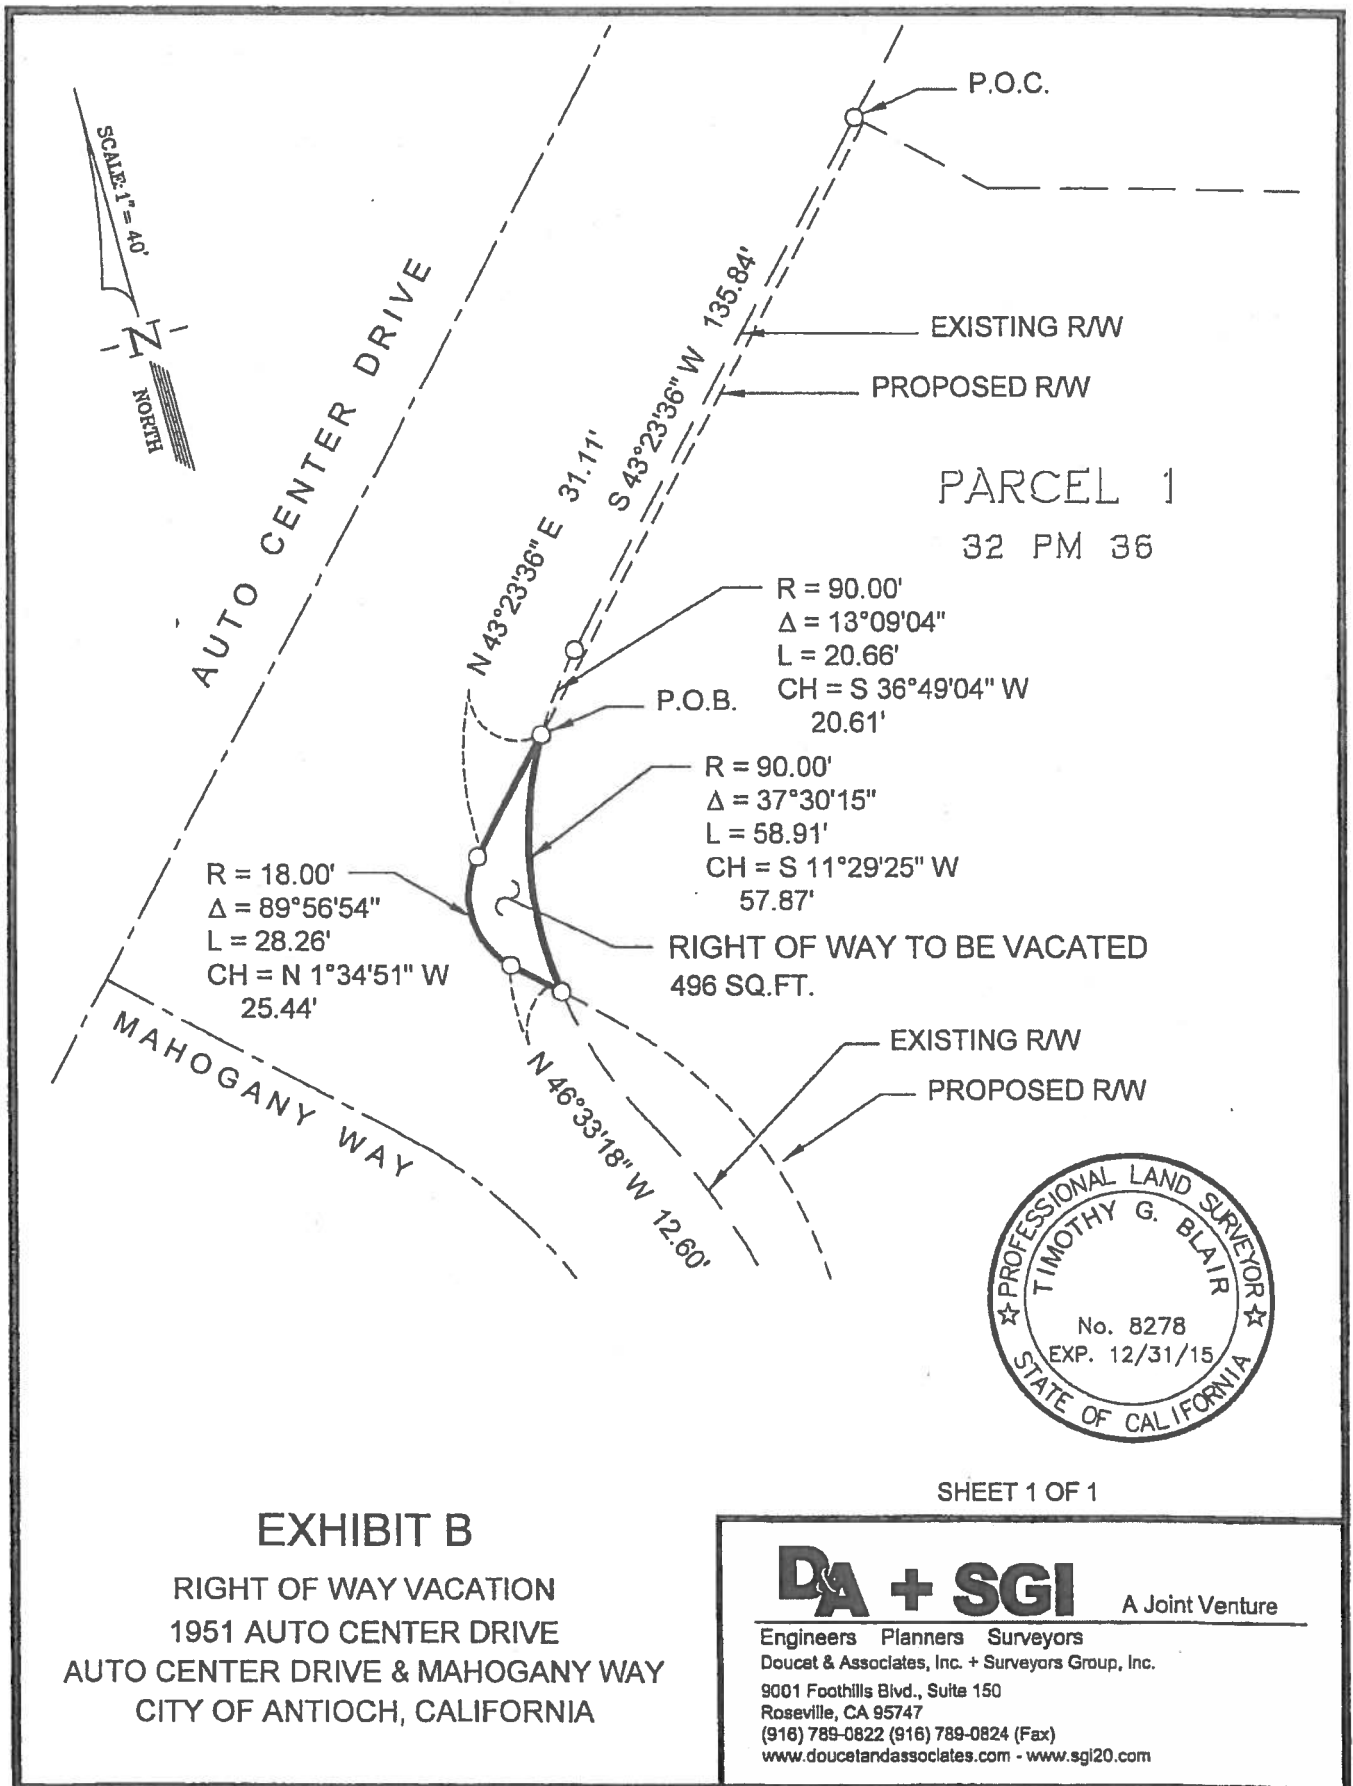 P.O.C.
SCALE: 1" = 40'
N
NORTH
AUTO CENTER DRIVE
S 43°23'36" W 135.84'
EXISTING R/W
PROPOSED R/W
N 43°23'36" E 31.11'
PARCEL 1
32 PM 36
R = 90.00'
Δ = 13°09'04"
L = 20.66'
CH = S 36°49'04" W
20.61'
P.O.B.
R = 90.00'
Δ = 37°30'15"
L = 58.91'
CH = S 11°29'25" W
57.87'
R = 18.00'
Δ = 89°56'54"
L = 28.26'
CH = N 1°34'51" W
25.44'
RIGHT OF WAY TO BE VACATED
496 SQ.FT.
MAHOGANY WAY
N 46°33'18" W 12.60'
EXISTING R/W
PROPOSED R/W
PROFESSIONAL LAND SURVEYOR
TIMOTHY G. BLAIR
No. 8278
EXP. 12/31/15
STATE OF CALIFORNIA
SHEET 1 OF 1
EXHIBIT B
RIGHT OF WAY VACATION
1951 AUTO CENTER DRIVE
AUTO CENTER DRIVE & MAHOGANY WAY
CITY OF ANTIOCH, CALIFORNIA
D&A + SGI A Joint Venture
Engineers Planners Surveyors
Doucet & Associates, Inc. + Surveyors Group, Inc.
9001 Foothills Blvd., Suite 150
Roseville, CA 95747
(916) 789-0822 (916) 789-0824 (Fax)
www.doucetandassociates.com - www.sgi20.com